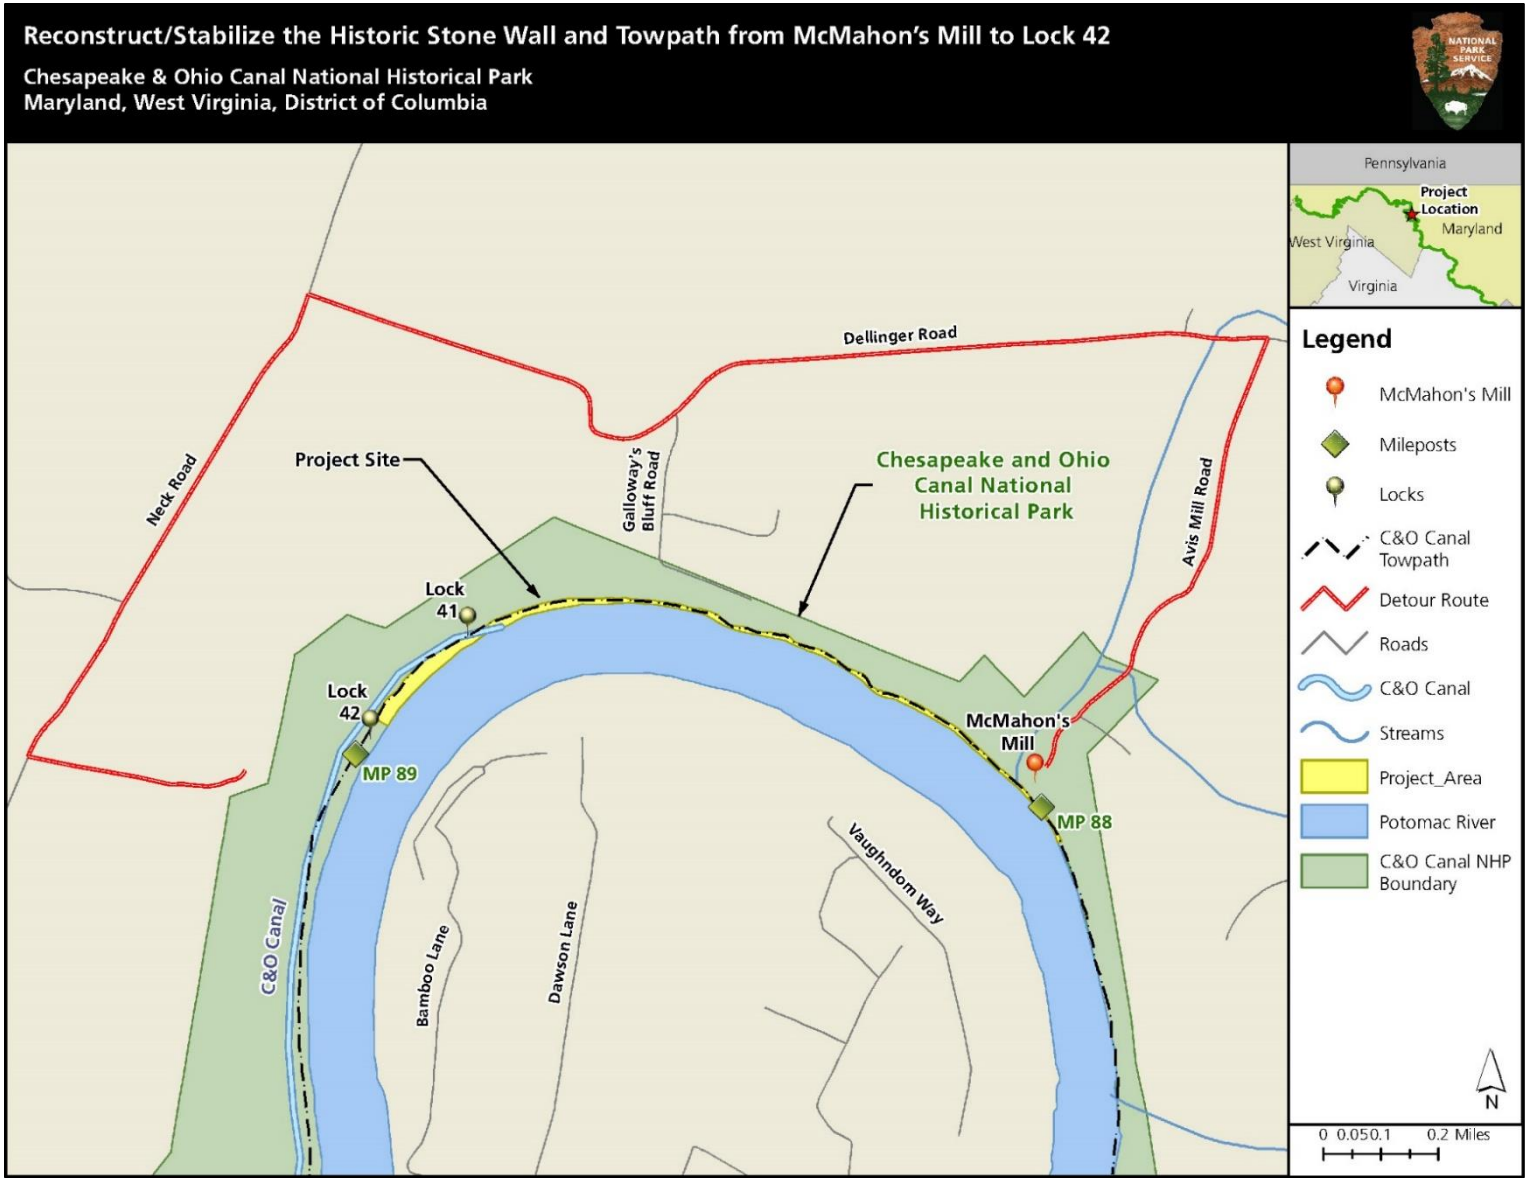 Reconstruct/Stabilize the Historic Stone Wall and Towpath from McMahon's Mill to Lock 42
Chesapeake & Ohio Canal National Historical Park
Maryland, West Virginia, District of Columbia
NATIONAL
PARK
SERVICE
Pennsylvania
Project
Location
West Virginia
Maryland
Virginia
Dellinger Road
Neck Road
Project Site
Galloway's
Bluff Road
Chesapeake and Ohio
Canal National
Historical Park
Avis Mill Road
Lock
41
Lock
42
MP 89
McMahon's
Mill
MP 88
C&O Canal
Bamboo Lane
Dawson Lane
Vaughndom Way
Legend
McMahon's Mill
Mileposts
Locks
C&O Canal
Towpath
Detour Route
Roads
C&O Canal
Streams
Project_Area
Potomac River
C&O Canal NHP
Boundary
N
0 0.05 0.1 0.2 Miles